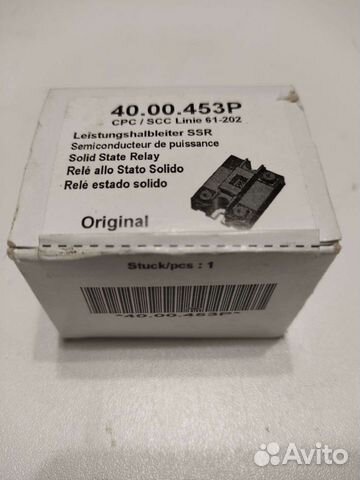 40.00.453P
CPC / SCC Linie 61-202
Leistungshalbleiter SSR
Semiconducteur de puissance
Solid State Relay
Relé allo Stato Solido
Relé estado solido
Original
Stuck/pcs : 1
*40.00.453P*
Avito